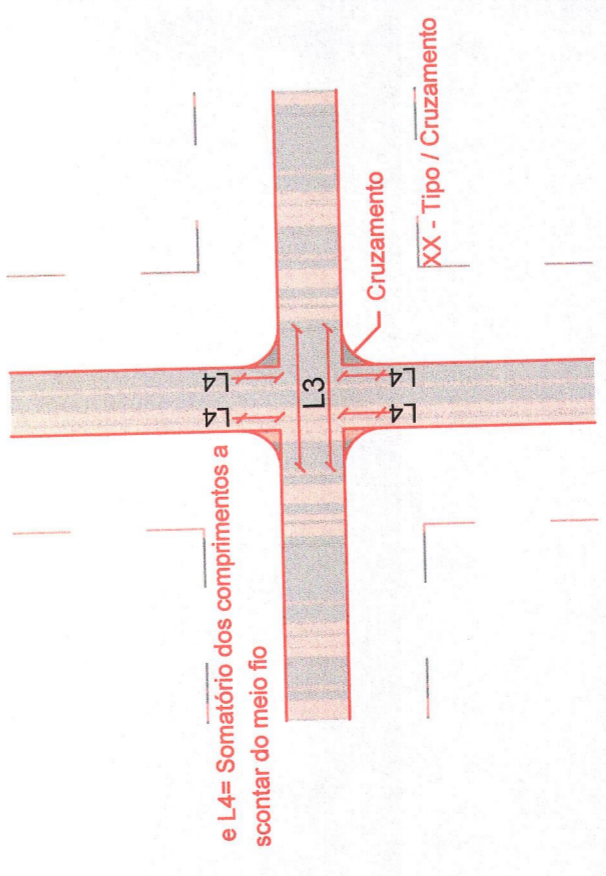 e L4= Somatório dos comprimentos a
scontar do meio fio
L4
L4
L3
L4
L4
Cruzamento
XX - Tipo / Cruzamento